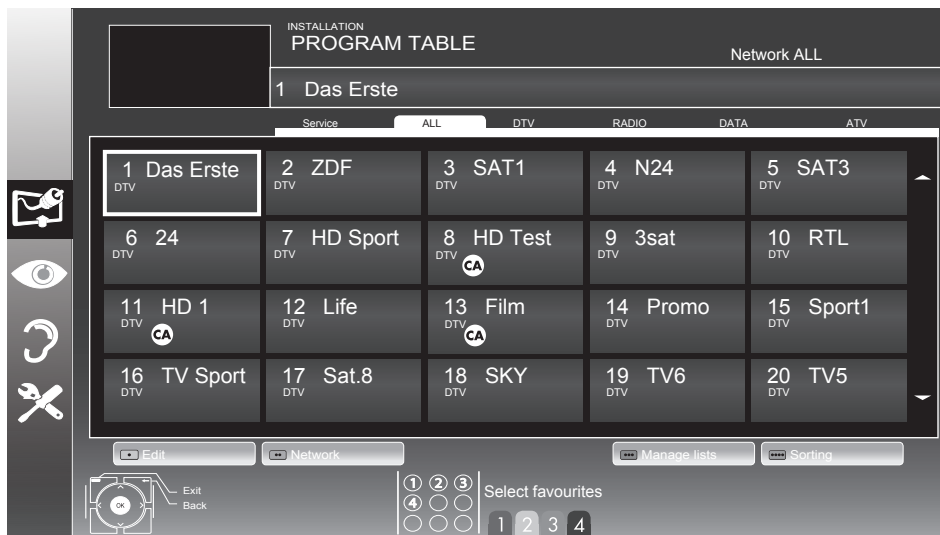 INSTALLATION
PROGRAM TABLE
Network ALL
1 Das Erste
Service ALL DTV RADIO DATA ATV
1 Das Erste 2 ZDF 3 SAT1 4 N24 5 SAT3
DTV DTV DTV DTV DTV
6 24 7 HD Sport 8 HD Test 9 3sat 10 RTL
DTV DTV DTV DTV DTV
CA
11 HD 1 12 Life 13 Film 14 Promo 15 Sport1
DTV DTV DTV DTV DTV
CA CA
16 TV Sport 17 Sat.8 18 SKY 19 TV6 20 TV5
DTV DTV DTV DTV DTV
Edit Network Manage lists Sorting
1 2 3
Exit
Select favourites
OK Back 4
1 2 3 4